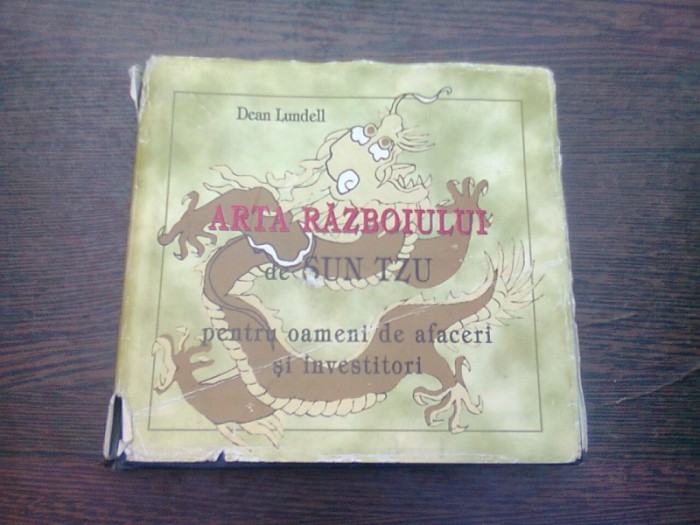 Dean Lundell
ARTA RĂZBOIULUI
de SUN TZU
pentru oameni de afaceri
și investitori